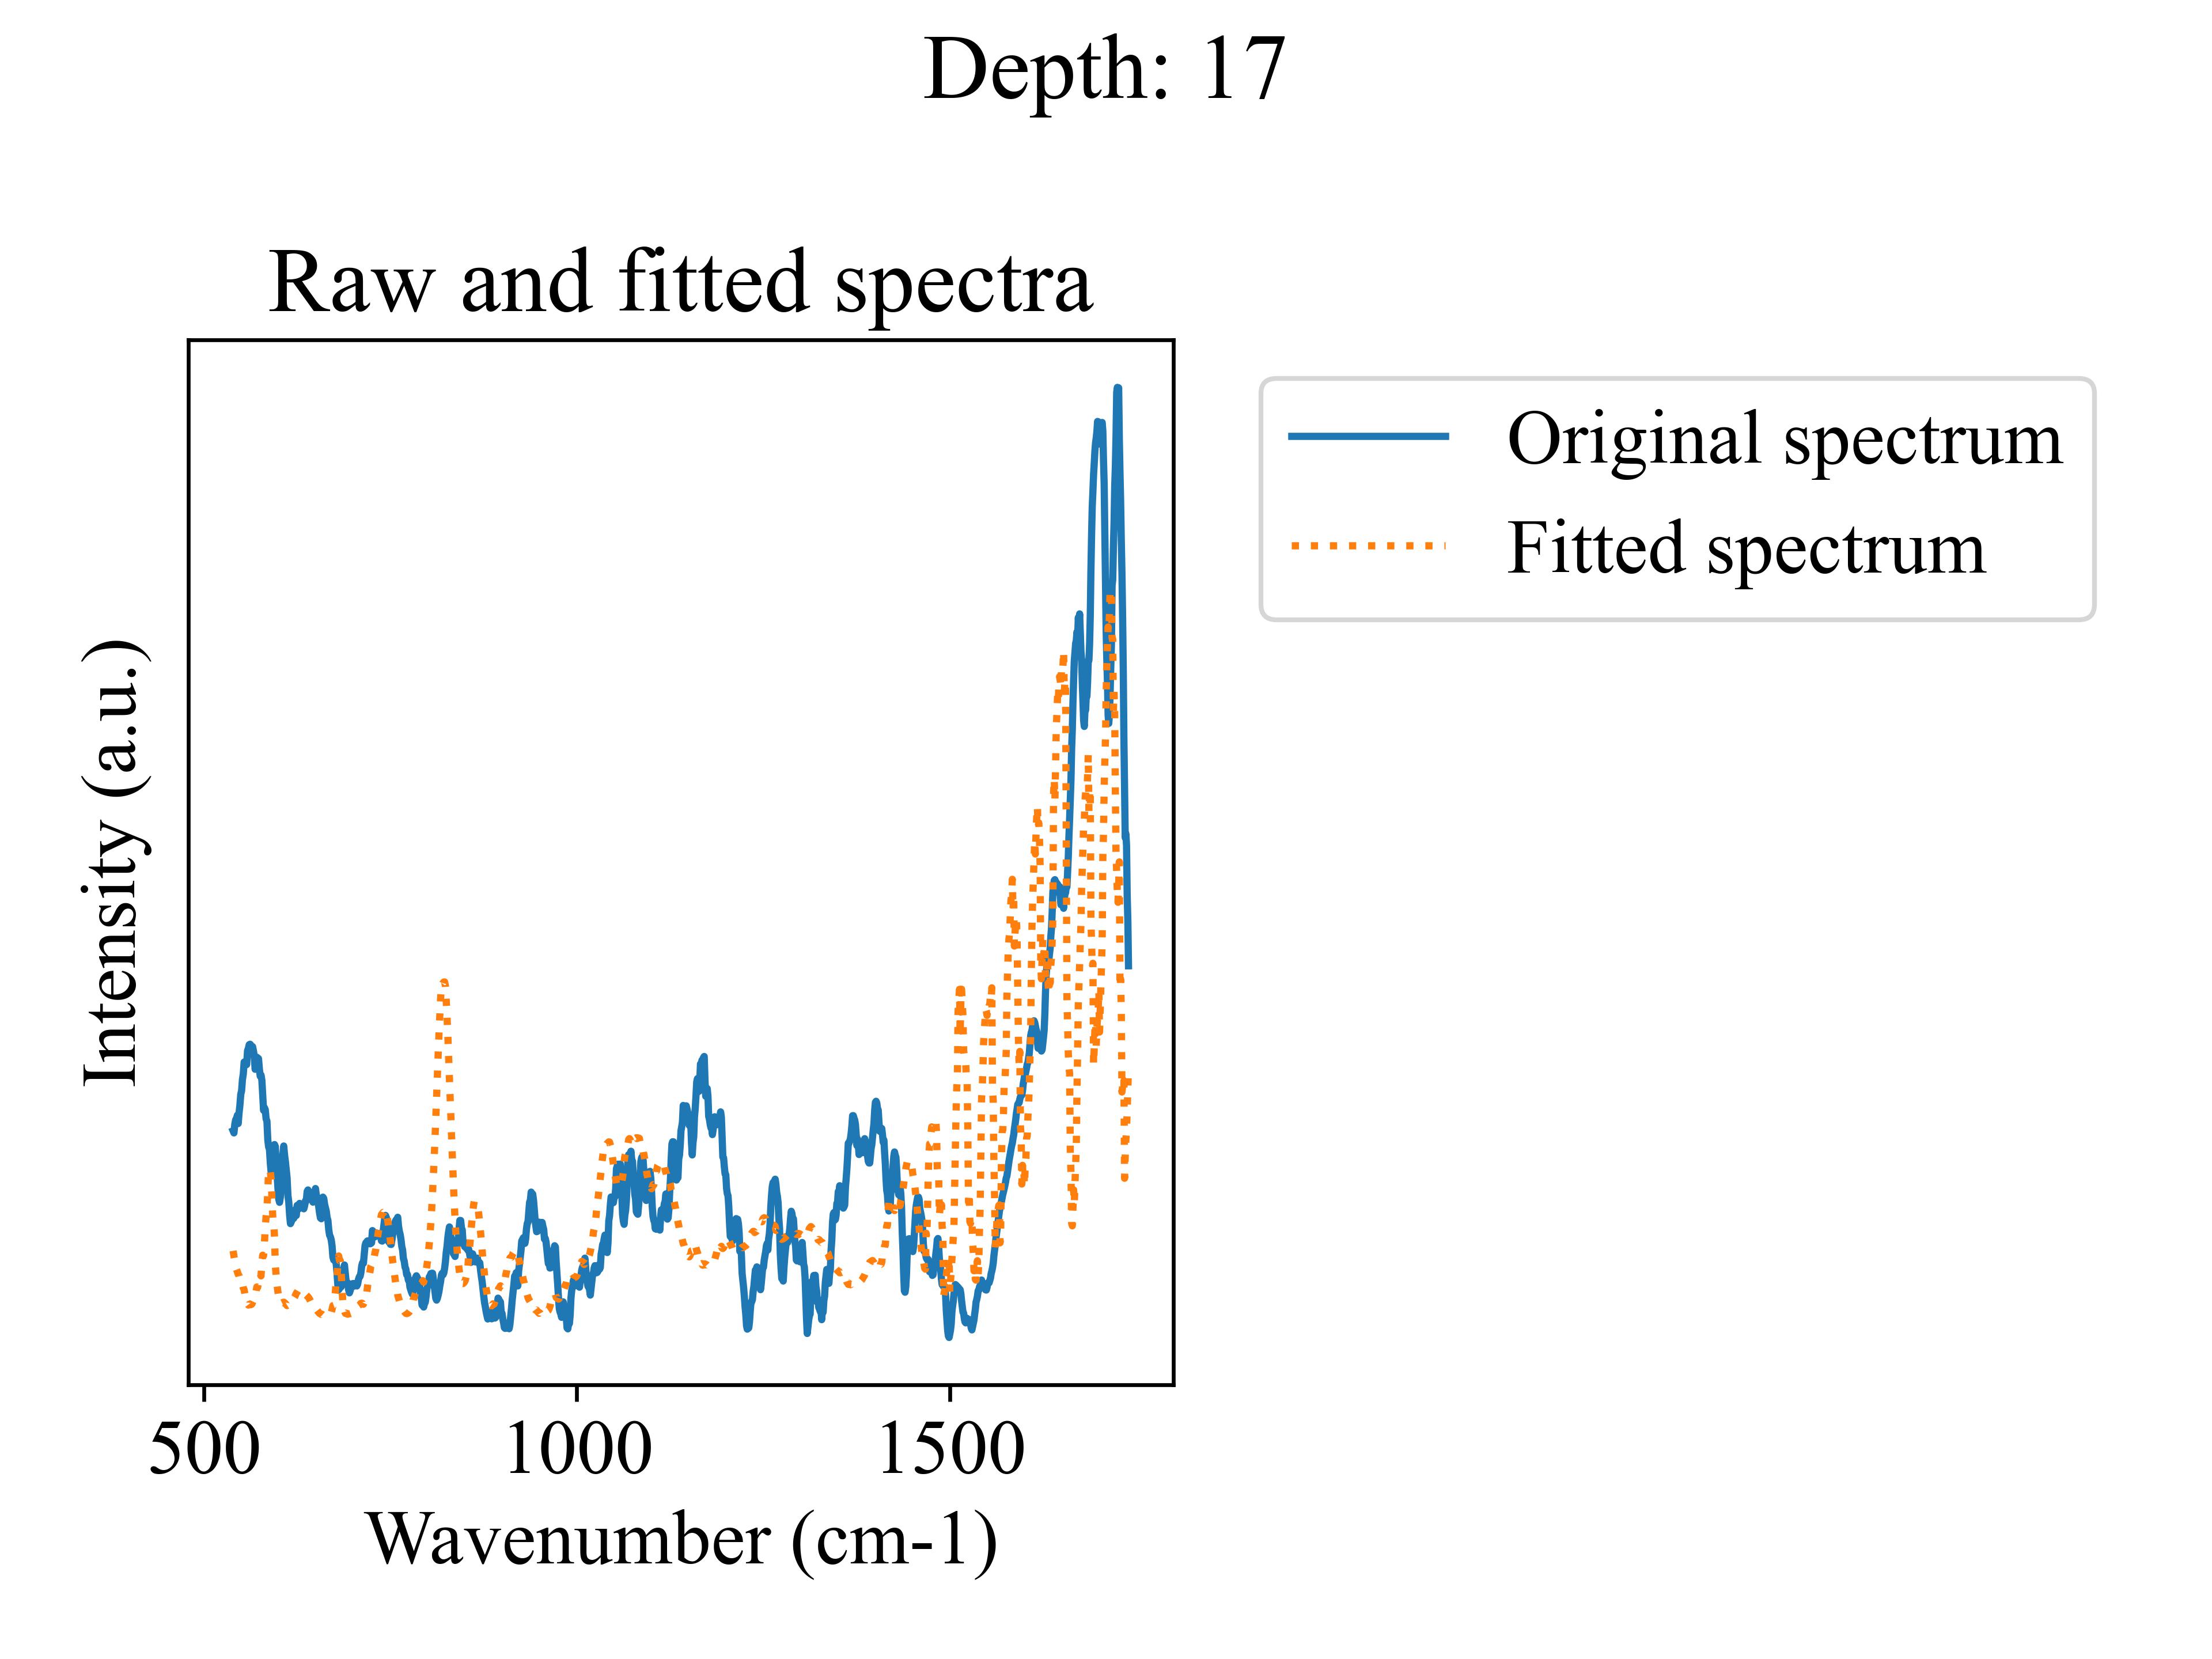 Depth: 17
Raw and fitted spectra
Original spectrum
Fitted spectrum
Intensity (a.u.)
500
1000
1500
Wavenumber (cm-1)